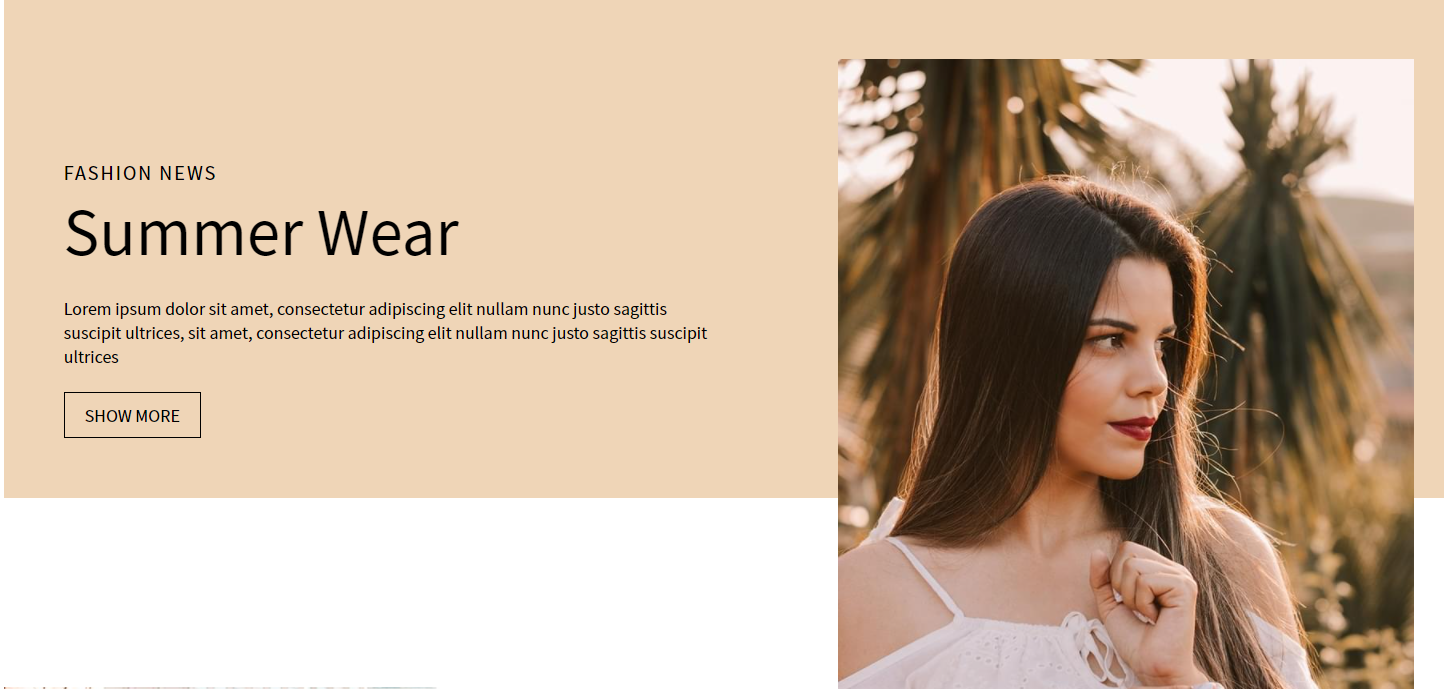 FASHION NEWS
Summer Wear
Lorem ipsum dolor sit amet, consectetur adipiscing elit nullam nunc justo sagittis
suscipit ultrices, sit amet, consectetur adipiscing elit nullam nunc justo sagittis suscipit
ultrices
SHOW MORE